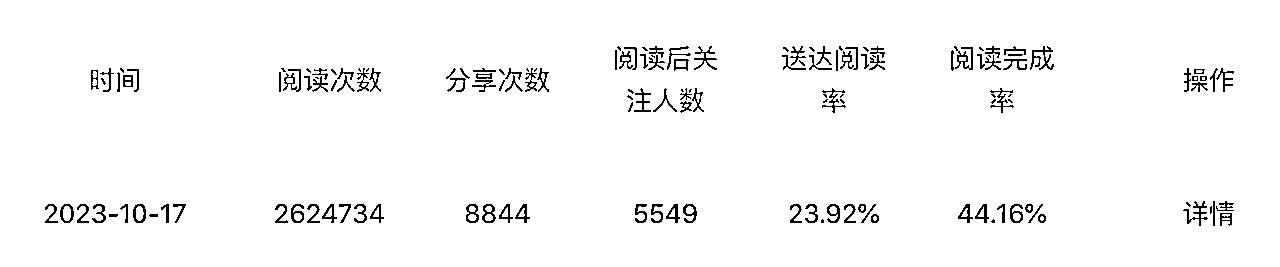 时间 阅读次数 分享次数 阅读后关注人数 送达阅读率 阅读完成率 操作
2023-10-17 2624734 8844 5549 23.92% 44.16% 详情